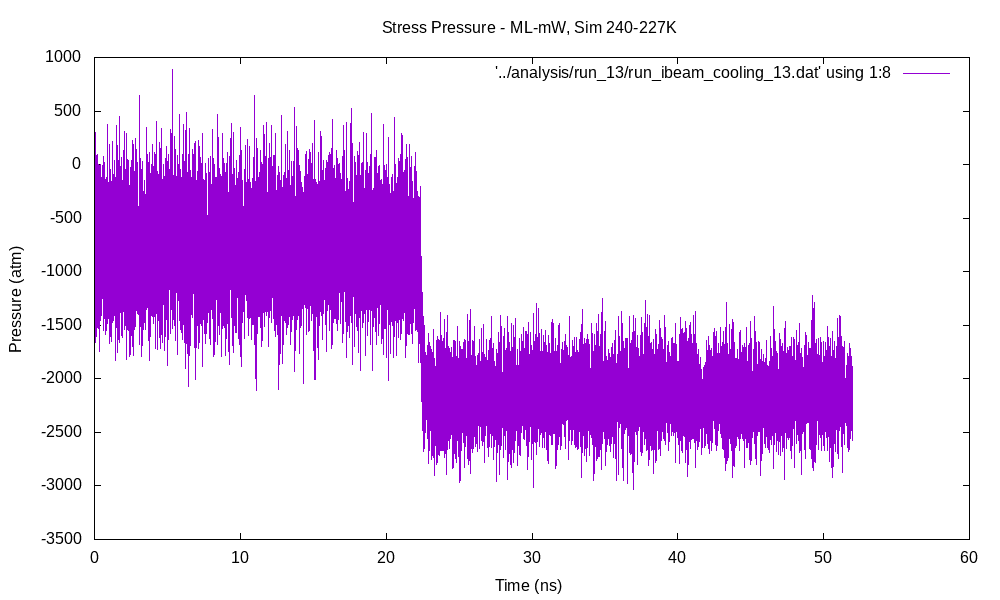 Stress Pressure - ML-mW, Sim 240-227K
'../analysis/run_13/run_ibeam_cooling_13.dat' using 1:8
1000
500
0
-500
-1000
-1500
-2000
-2500
-3000
-3500
Pressure (atm)
0 10 20 30 40 50 60
Time (ns)